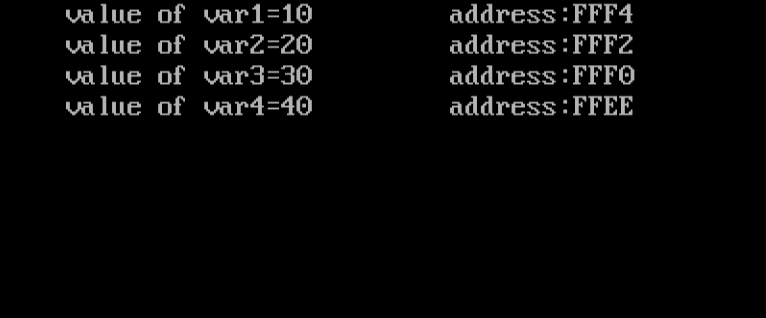 value of var1=10 address:FFF4
value of var2=20 address:FFF2
value of var3=30 address:FFF0
value of var4=40 address:FFEE